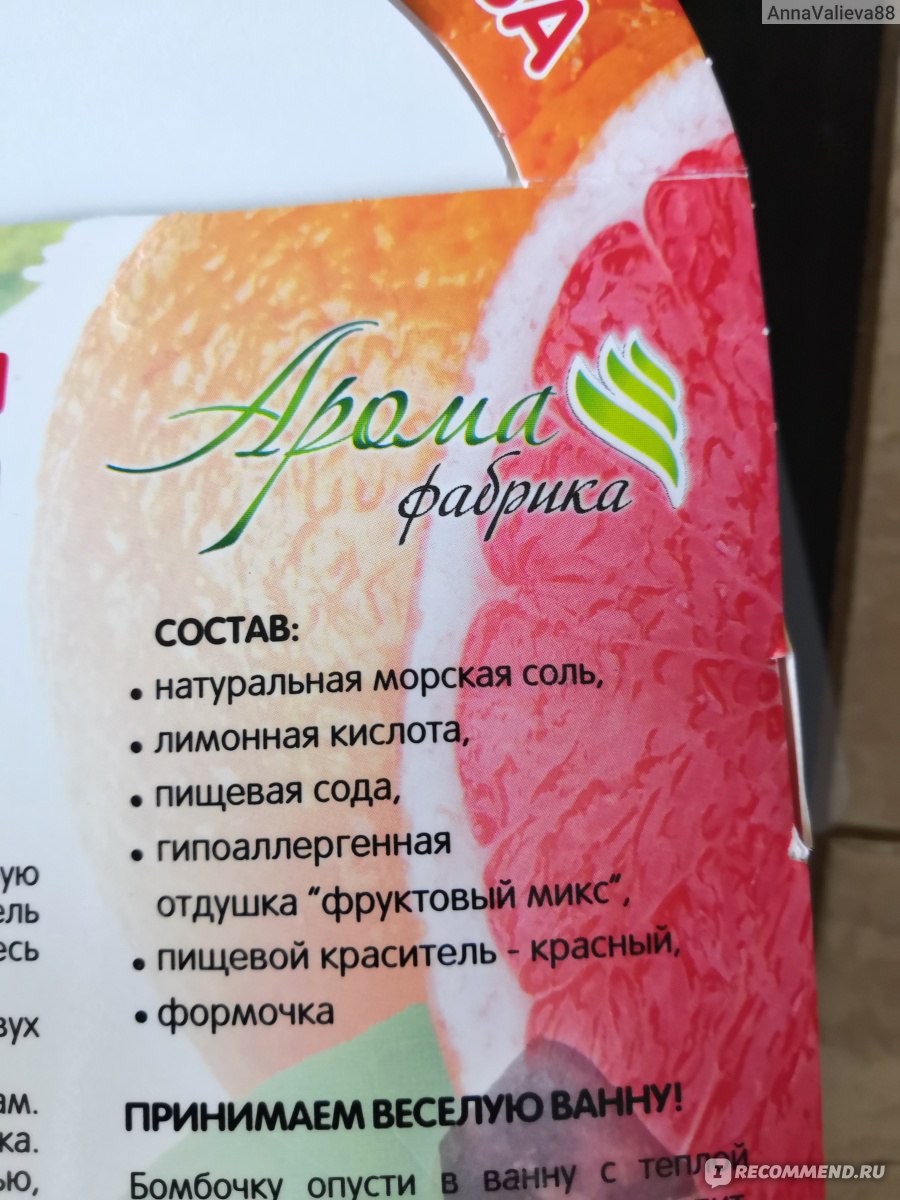 AnnaValieva88
Арома
фабрика
СОСТАВ:
• натуральная морская соль,
• лимонная кислота,
• пищевая сода,
• гипоаллергенная
отдушка "фруктовый микс",
• пищевой краситель - красный,
• формочка
ПРИНИМАЕМ ВЕСЕЛУЮ ВАННУ!
Бомбочку опусти в ванну с теплой
RECOMMEND.RU